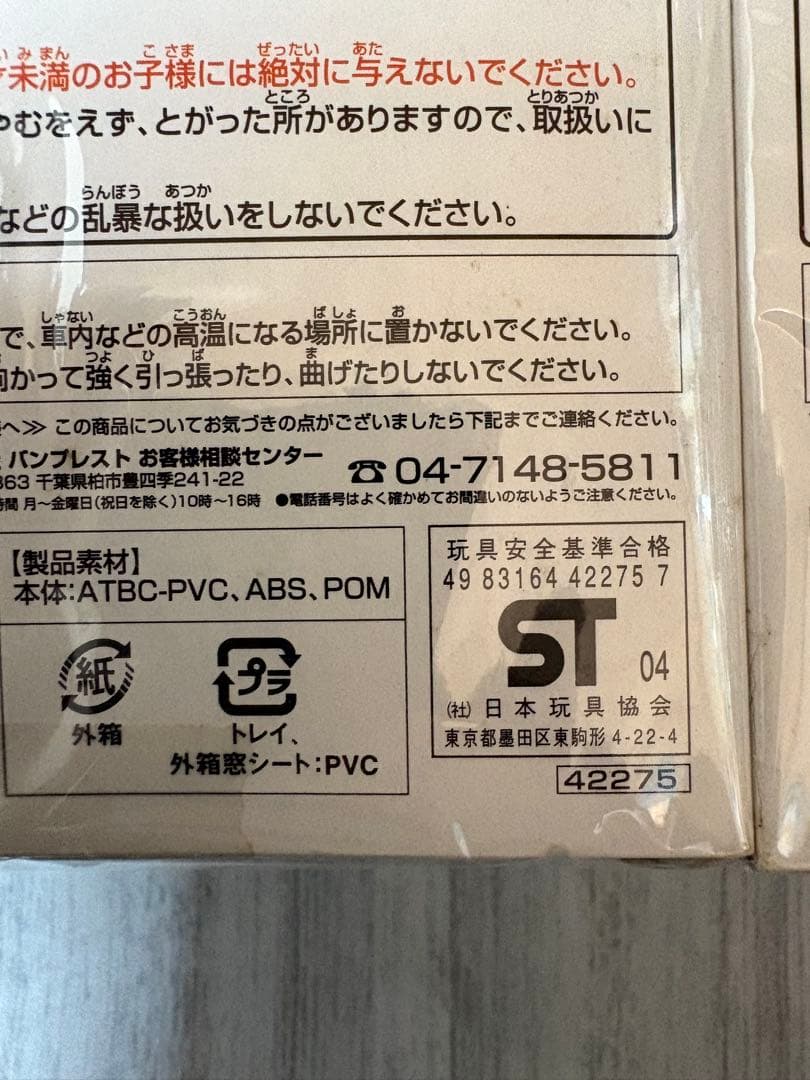 未満のお子様には絶対に与えないでください。
やむをえず、とがった所がありますので、取扱いに
などの乱暴な扱いをしないでください。
で、車内などの高温になる場所に置かないでください。
向かって強く引っ張ったり、曲げたりしないでください。
へ≫ この商品についてお気づきの点がございましたら下記までご連絡ください。
バンプレスト お客様相談センター ☎04-7148-5811
863 千葉県柏市豊四季241-22
時間 月～金曜日(祝日を除く)10時～16時 ●電話番号はよく確かめてお間違いのないようご注意ください。
【製品素材】
本体:ATBC-PVC、ABS、POM
紙
外箱
プラ
トレイ、
外箱窓シート:PVC
玩具安全基準合格
49 83164 42275 7
ST 04
(社)日本玩具協会
東京都墨田区東駒形 4-22-4
42275